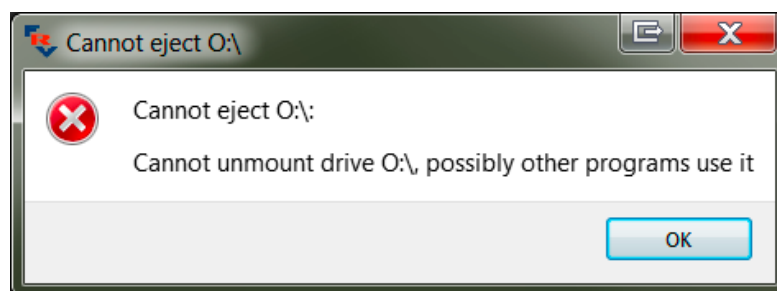 Cannot eject O:\
Cannot eject O:\:
Cannot unmount drive O:\, possibly other programs use it
OK